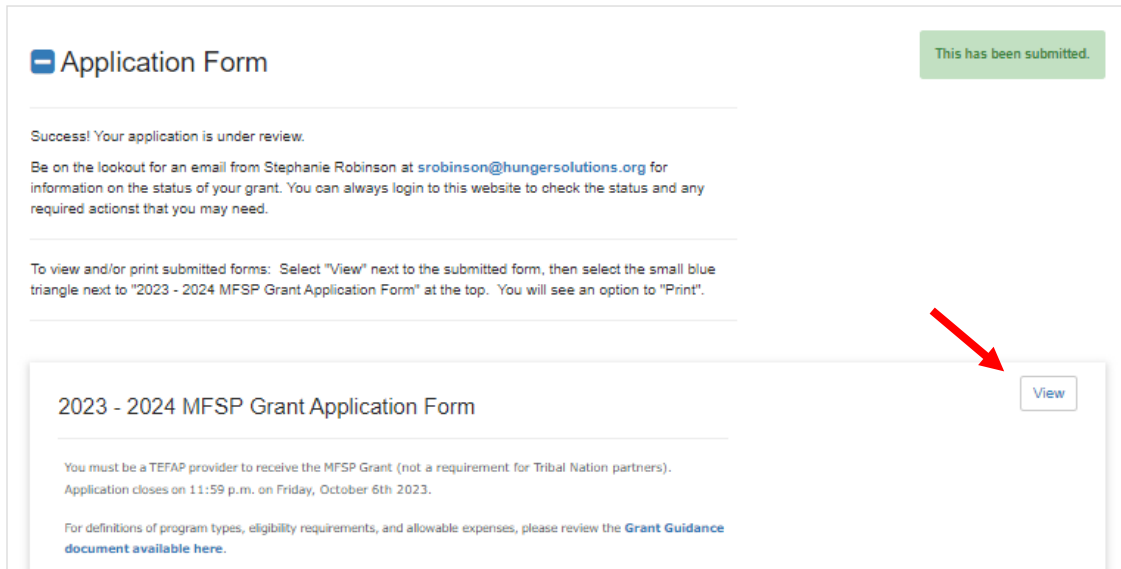 Application Form
This has been submitted.
Success! Your application is under review.
Be on the lookout for an email from Stephanie Robinson at srobinson@hungersolutions.org for
information on the status of your grant. You can always login to this website to check the status and any
required actionst that you may need.
To view and/or print submitted forms: Select "View" next to the submitted form, then select the small blue
triangle next to "2023 - 2024 MFSP Grant Application Form" at the top. You will see an option to "Print".
View
2023 - 2024 MFSP Grant Application Form
You must be a TEFAP provider to receive the MFSP Grant (not a requirement for Tribal Nation partners).
Application closes on 11:59 p.m. on Friday, October 6th 2023.
For definitions of program types, eligibility requirements, and allowable expenses, please review the Grant Guidance
document available here.